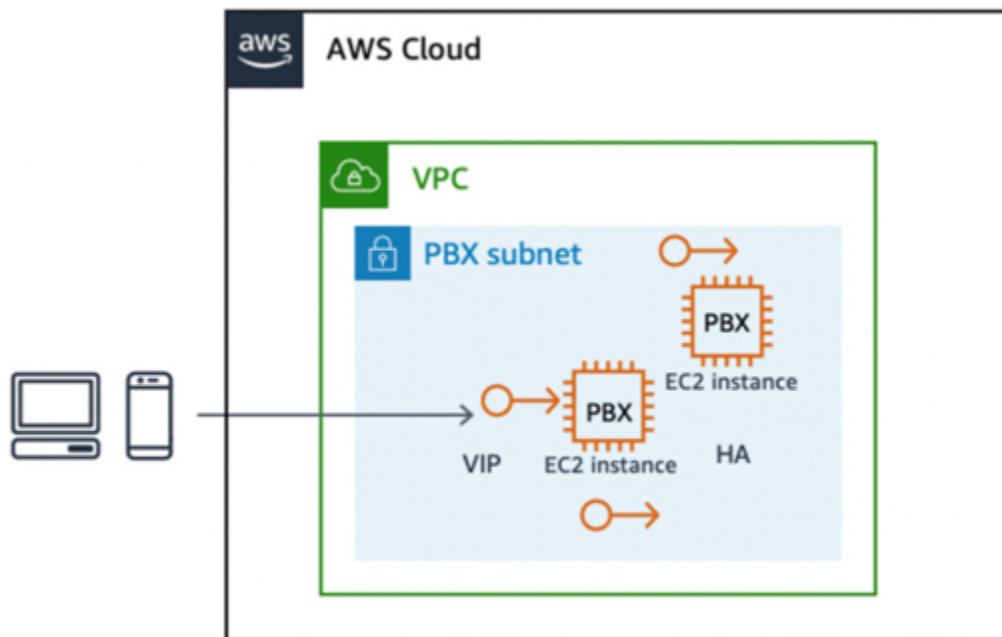 aws
AWS Cloud
VPC
PBX subnet
PBX
EC2 instance
PBX
VIP
EC2 instance
HA